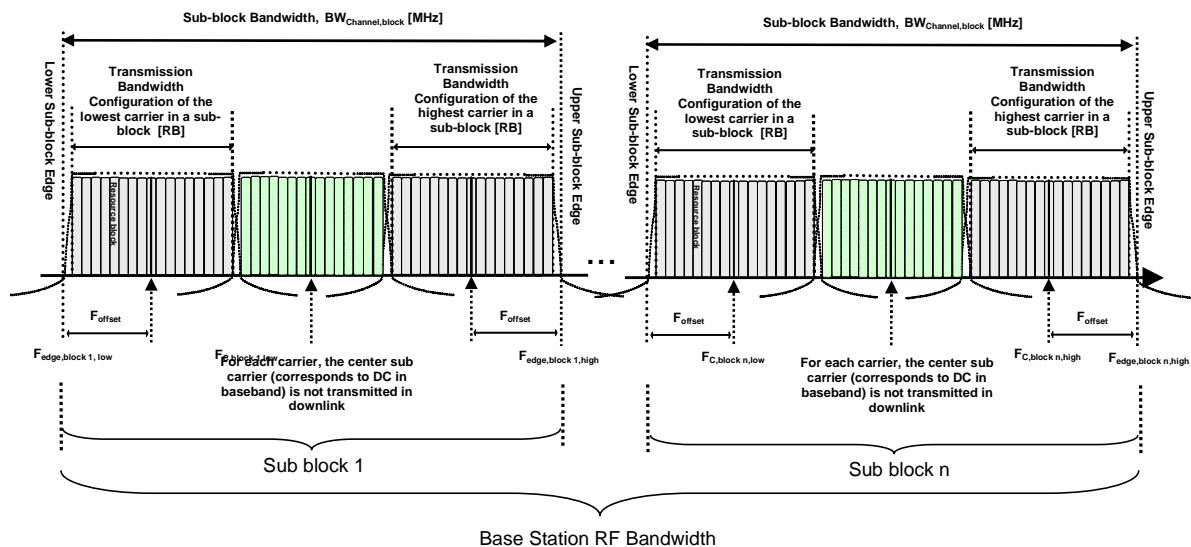 Sub-block Bandwidth, BWChannel,block [MHz]
Sub-block Bandwidth, BWChannel,block [MHz]
Lower Sub-block Edge
Transmission
Bandwidth
Configuration of the
lowest carrier in a sub-
block [RB]
Transmission
Bandwidth
Configuration of the
highest carrier in
a sub-block [RB]
Upper Sub-block Edge
Lower Sub-block Edge
Transmission
Bandwidth
Configuration of the
lowest carrier in
a sub-block [RB]
Transmission
Bandwidth
Configuration of the
highest carrier in
a sub-block [RB]
Upper Sub-block Edge
Resource block
Resource block
...
Foffset
Foffset
Foffset
Foffset
Fedge,block 1, low
FC,block 1,low
Fedge,block 1,high
FC,block n,low
FC,block n,high
Fedge,block n,high
For each carrier, the center sub
carrier (corresponds to DC in
baseband) is not transmitted in
downlink
For each carrier, the center sub
carrier (corresponds to DC in
baseband) is not transmitted in
downlink
Sub block 1
Sub block n
Base Station RF Bandwidth